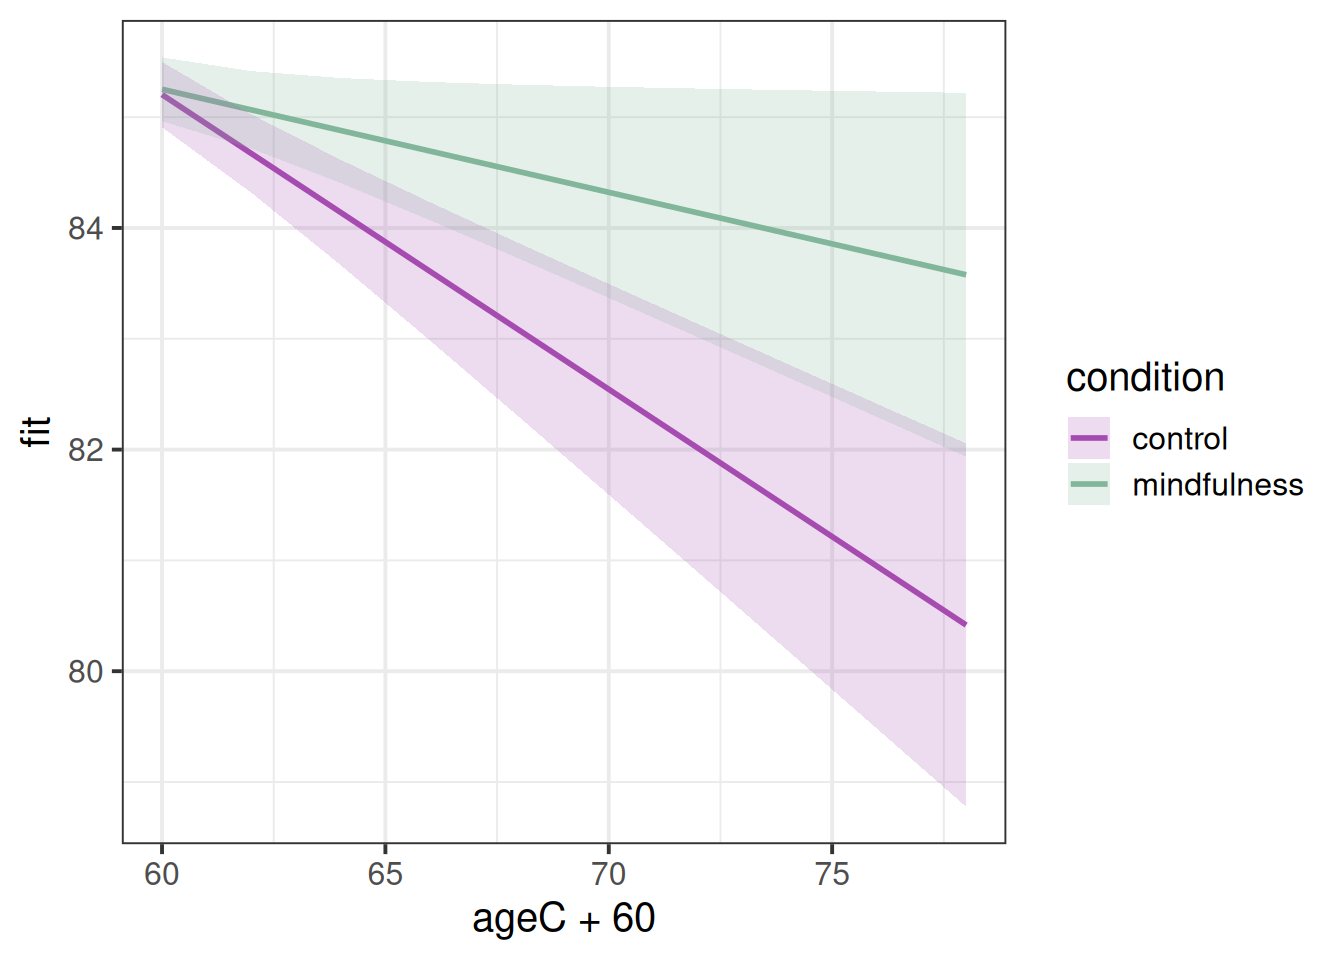 84
82
80
fit
60 65 70 75
ageC + 60
condition
control
mindfulness